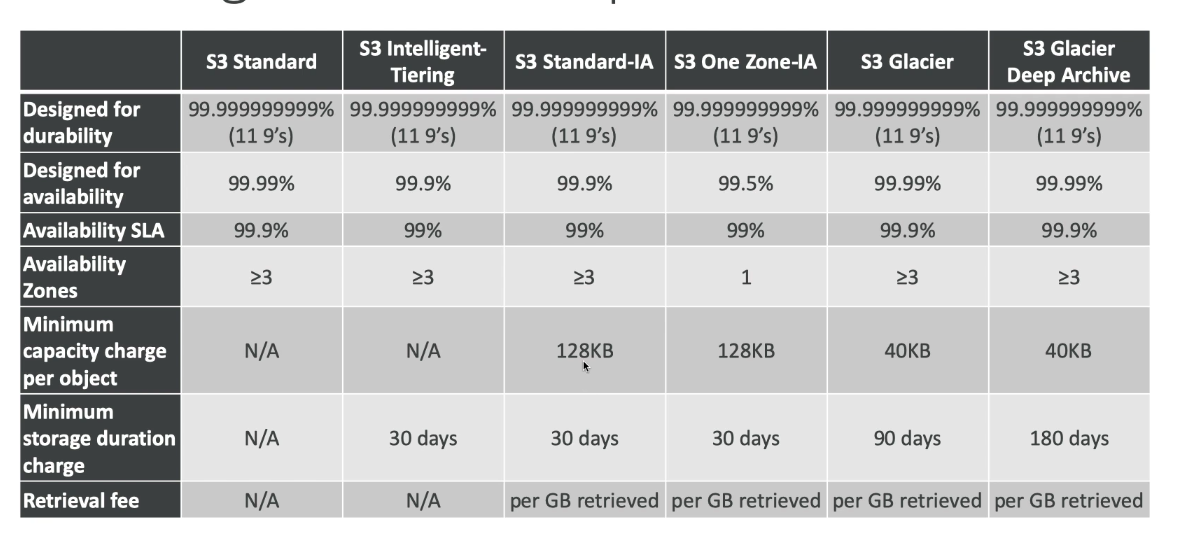 S3 Standard
S3 Intelligent-
Tiering
S3 Standard-IA
S3 One Zone-IA
S3 Glacier
S3 Glacier
Deep Archive
Designed for
durability
99.999999999%
(11 9’s)
99.999999999%
(11 9’s)
99.999999999%
(11 9’s)
99.999999999%
(11 9’s)
99.999999999%
(11 9’s)
99.999999999%
(11 9’s)
Designed for
availability
99.99%
99.9%
99.9%
99.5%
99.99%
99.99%
Availability SLA
99.9%
99%
99%
99%
99.9%
99.9%
Availability
Zones
≥3
≥3
≥3
1
≥3
≥3
Minimum
capacity charge
per object
N/A
N/A
128KB
128KB
40KB
40KB
Minimum
storage duration
charge
N/A
30 days
30 days
30 days
90 days
180 days
Retrieval fee
N/A
N/A
per GB retrieved
per GB retrieved
per GB retrieved
per GB retrieved